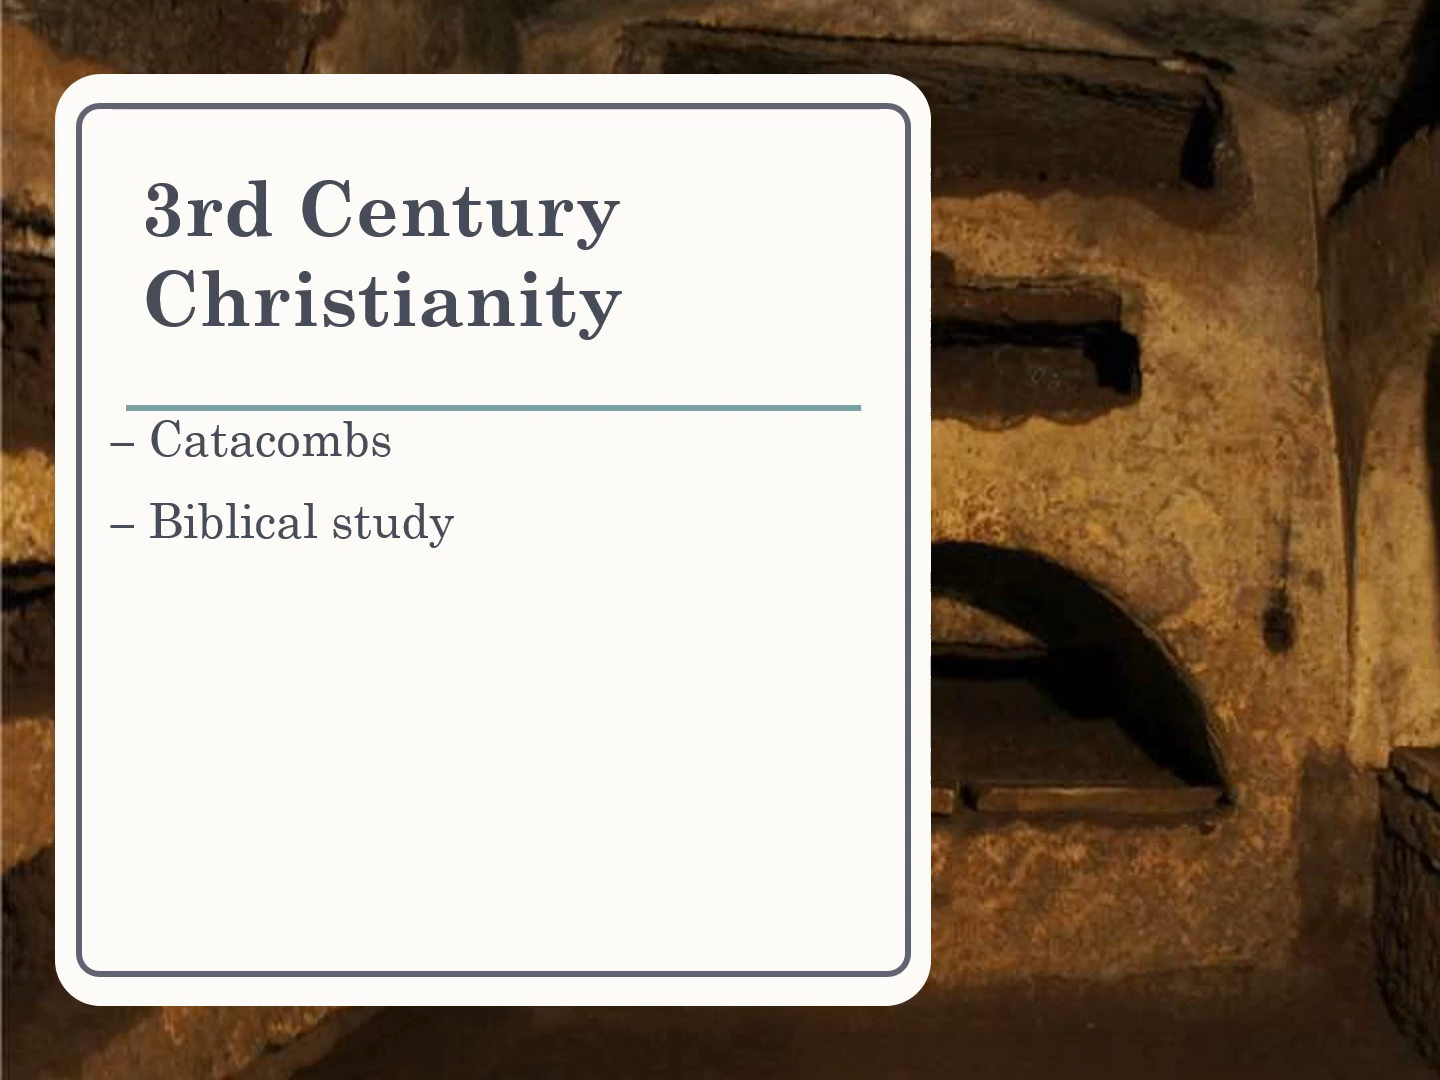 3rd Century
Christianity
– Catacombs
– Biblical study